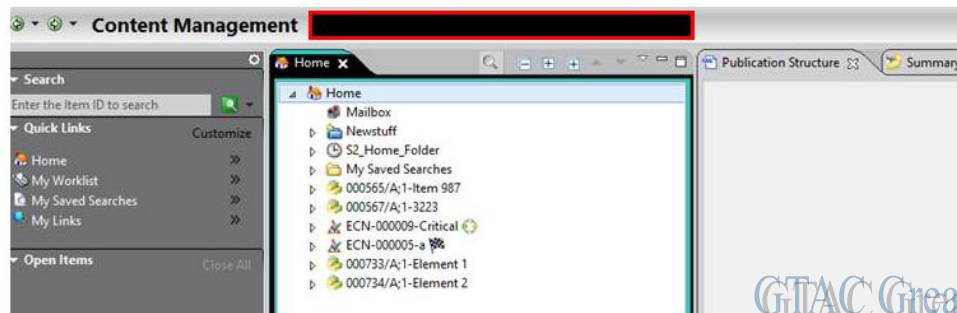 Content Management
Home
Publication Structure
Summary
Search
Enter the Item ID to search
Quick Links
Customize
Home
My Worklist
My Saved Searches
My Links
Open Items
Close All
Home
Mailbox
Newstuff
S2_Home_Folder
My Saved Searches
000565/A;1-Item 987
000567/A;1-3223
ECN-000009-Critical
ECN-000005-a
000733/A;1-Element 1
000734/A;1-Element 2
GTAC